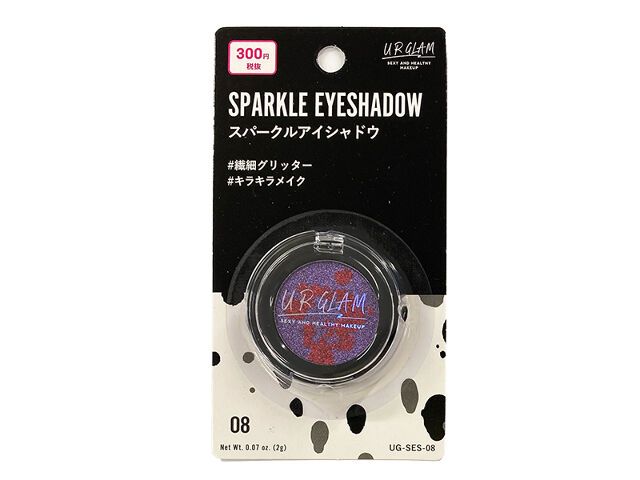 300円
税抜
UR GLAM
SEXY AND HEALTHY
MAKEUP
SPARKLE EYESHADOW
スパークルアイシャドウ
#繊細グリッター
#キラキラメイク
UR GLAM
SEXY AND HEALTHY MAKEUP
08
Net Wt. 0.07 oz. (2g)
UG-SES-08